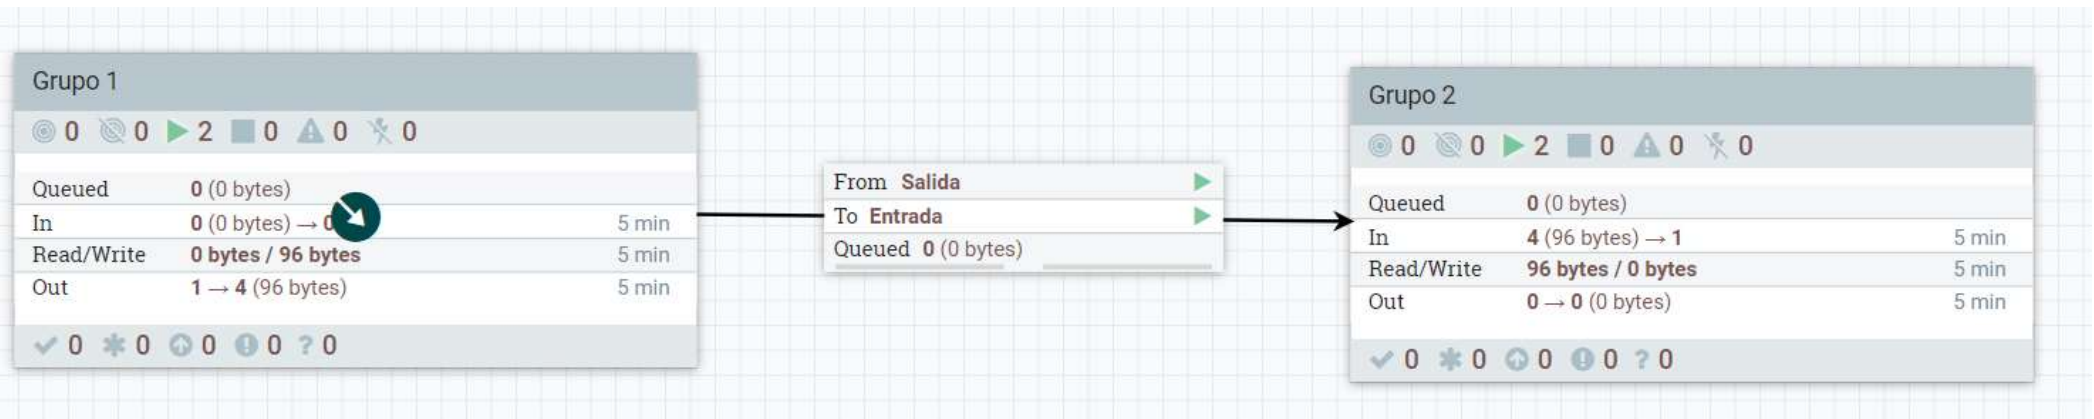 Grupo 1
0 0 2 0 0 0
Queued 0 (0 bytes)
In 0 (0 bytes) → 0 5 min
Read/Write 0 bytes / 96 bytes 5 min
Out 1 → 4 (96 bytes) 5 min
0 0 0 0 ? 0
From Salida
To Entrada
Queued 0 (0 bytes)
Grupo 2
0 0 2 0 0 0
Queued 0 (0 bytes)
In 4 (96 bytes) → 1 5 min
Read/Write 96 bytes / 0 bytes 5 min
Out 0 → 0 (0 bytes) 5 min
0 0 0 0 ? 0